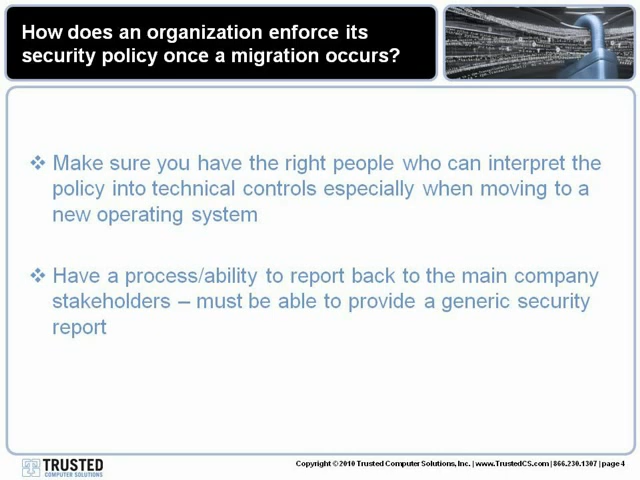 How does an organization enforce its
security policy once a migration occurs?
Make sure you have the right people who can interpret the
policy into technical controls especially when moving to a
new operating system
Have a process/ability to report back to the main company
stakeholders – must be able to provide a generic security
report
TRUSTED
COMPUTER SOLUTIONS
Copyright © 2010 Trusted Computer Solutions, Inc. | www.TrustedCS.com | 866.230.1307 | page 4